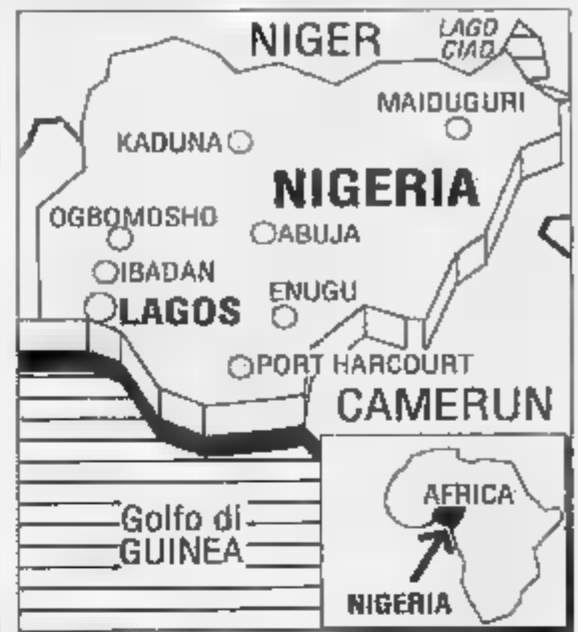 NIGER
LAGO
CIAD
MAIDUGURI
KADUNA
NIGERIA
OGBOMOSHO
ABUJA
IBADAN
ENUGU
LAGOS
PORT HARCOURT
CAMERUN
AFRICA
Golfo di
GUINEA
NIGERIA